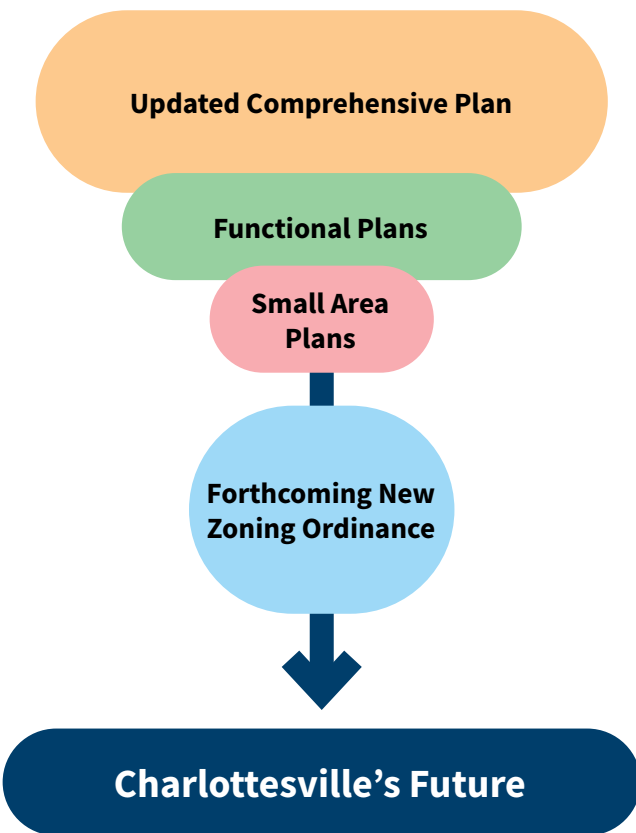 Updated Comprehensive Plan
Functional Plans
Small Area
Plans
Forthcoming New
Zoning Ordinance
Charlottesville’s Future